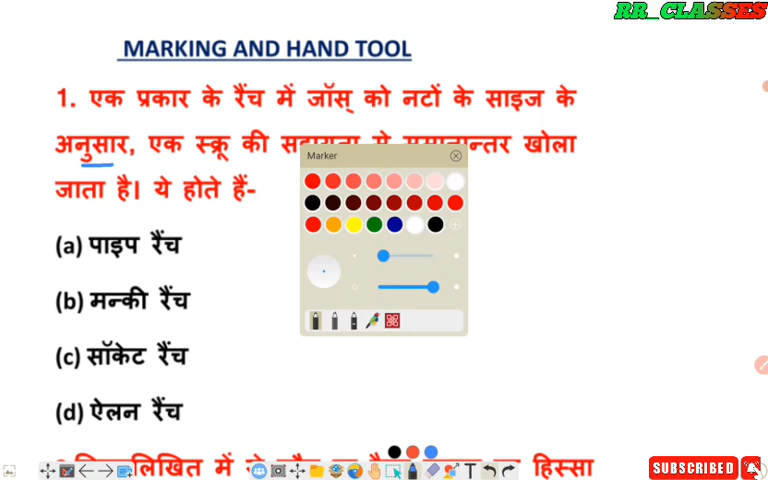 RR_CLASSES
MARKING AND HAND TOOL
1. एक प्रकार के रैंच में जॉस् को नटों के साइज के
अनुसार, एक स्क्रू की खोला
जाता है। ये होते हैं-
Marker
(a) पाइप रैंच
(b) मन्की रैंच
(c) सॉकेट रैंच
(d) ऐलन रैंच
में हिस्सा
SUBSCRIBED